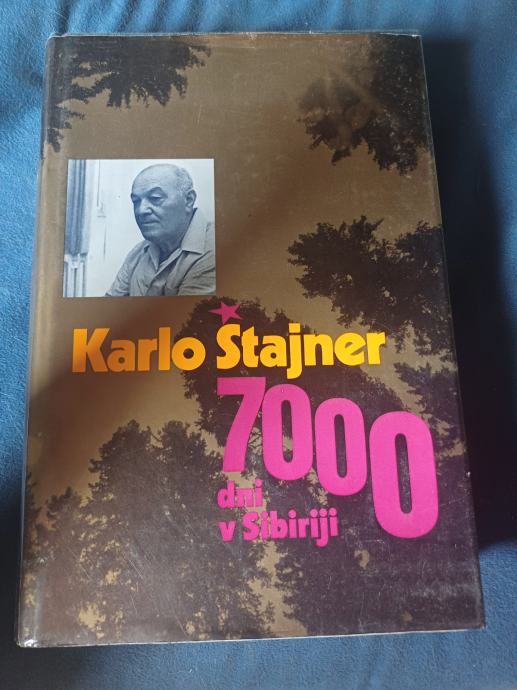 Karlo Štajner
7000
dni
v Sibiriji